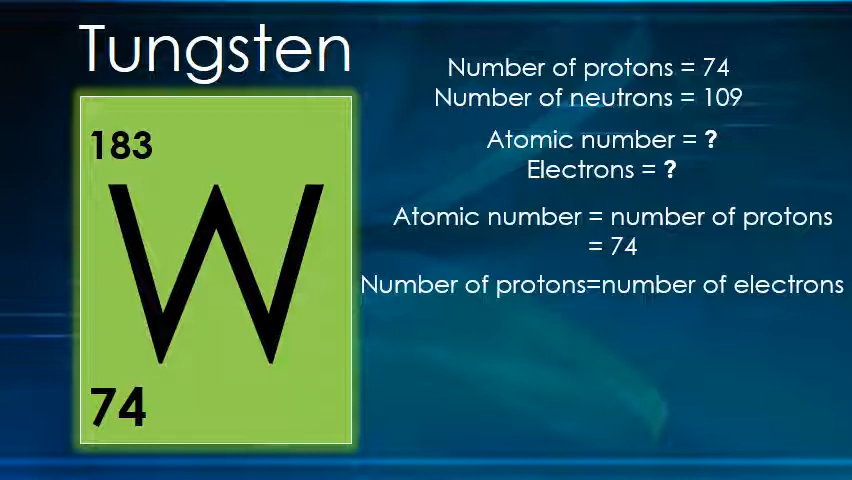 Tungsten
183
W
74
Number of protons = 74
Number of neutrons = 109
Atomic number = ?
Electrons = ?
Atomic number = number of protons
= 74
Number of protons=number of electrons